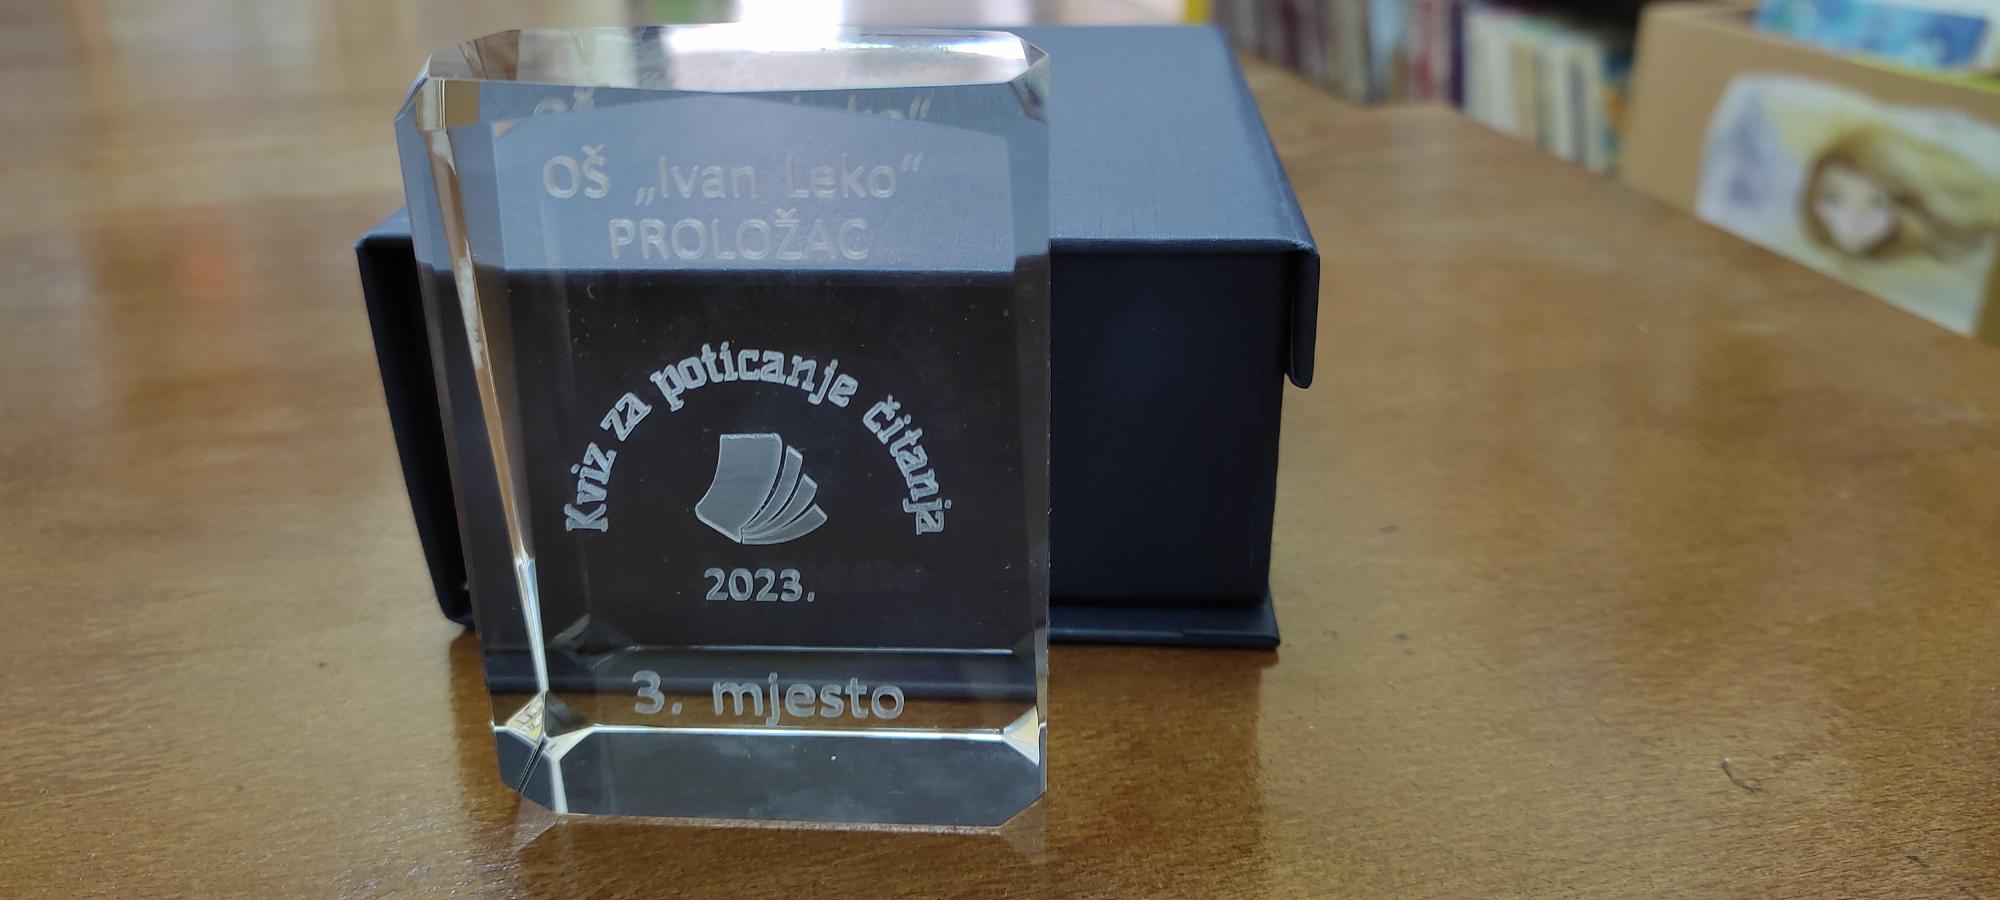 OŠ „Ivan Leko“
PROLOŽAC
Kviz za poticanje čitanja
2023.
3. mjesto